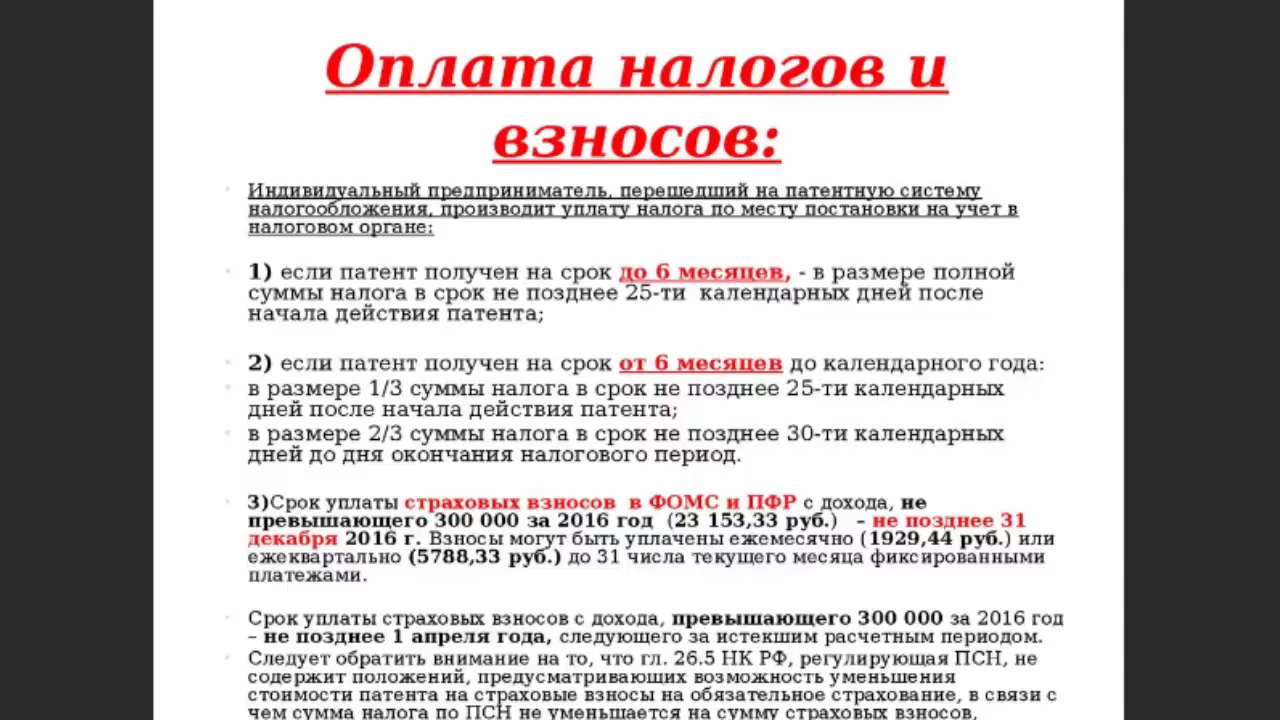 Оплата налогов и
взносов:
Индивидуальный предприниматель, перешедший на патентную систему
налогообложения, производит уплату налога по месту постановки на учет в
налоговом органе:
1) если патент получен на срок до 6 месяцев, - в размере полной
суммы налога в срок не позднее 25-ти календарных дней после
начала действия патента;
2) если патент получен на срок от 6 месяцев до календарного года:
в размере 1/3 суммы налога в срок не позднее 25-ти календарных
дней после начала действия патента;
в размере 2/3 суммы налога в срок не позднее 30-ти календарных
дней до дня окончания налогового период.
3)Срок уплаты страховых взносов в ФОМС и ПФР с дохода, не
превышающего 300 000 за 2016 год (23 153,33 руб.) – не позднее 31
декабря 2016 г. Взносы могут быть уплачены ежемесячно (1929,44 руб.) или
ежеквартально (5788,33 руб.) до 31 числа текущего месяца фиксированными
платежами.
Срок уплаты страховых взносов с дохода, превышающего 300 000 за 2016 год
– не позднее 1 апреля года, следующего за истекшим расчетным периодом.
Следует обратить внимание на то, что гл. 26.5 НК РФ, регулирующая ПСН, не
содержит положений, предусматривающих возможность уменьшения
стоимости патента на страховые взносы на обязательное страхование, в связи с
чем сумма налога по ПСН не уменьшается на сумму страховых взносов,